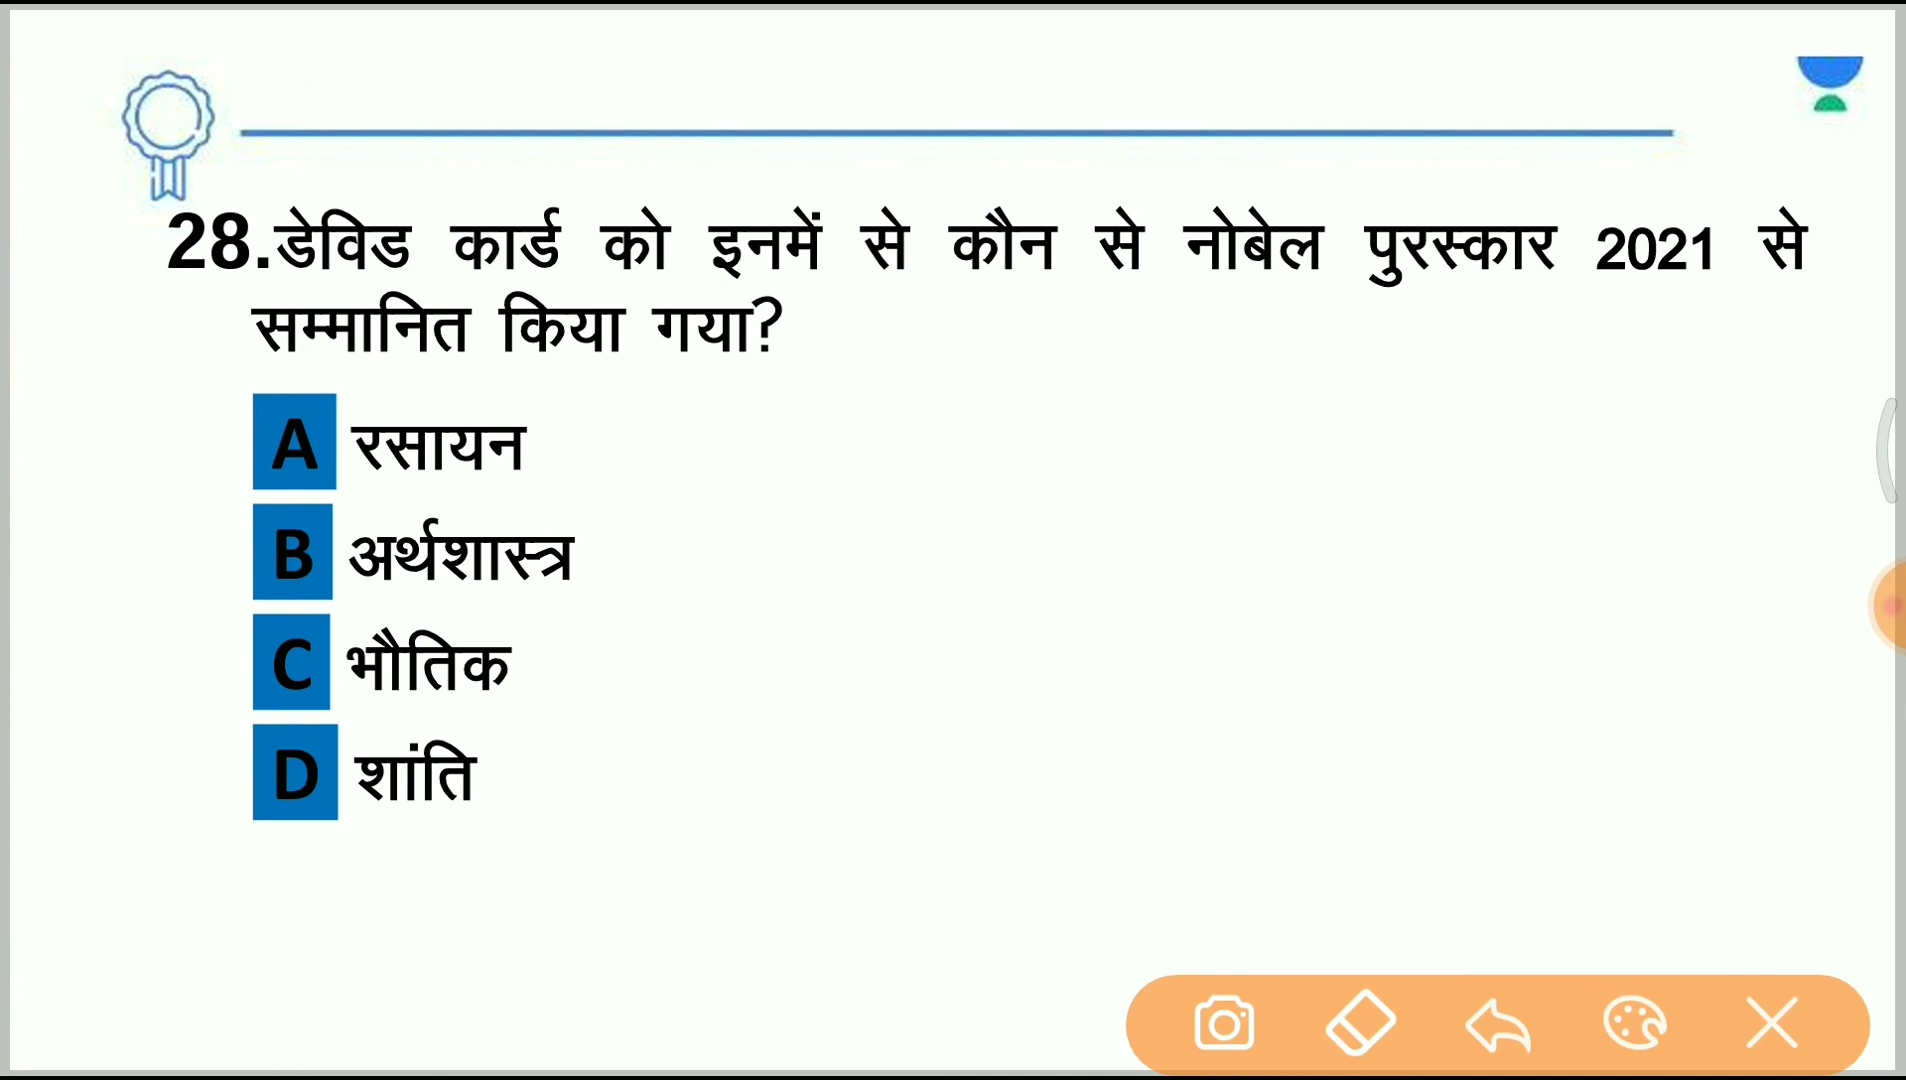 28.डेविड कार्ड को इनमें से कौन से नोबेल पुरस्कार 2021 से
सम्मानित किया गया?
A रसायन
B अर्थशास्त्र
C भौतिक
D शांति